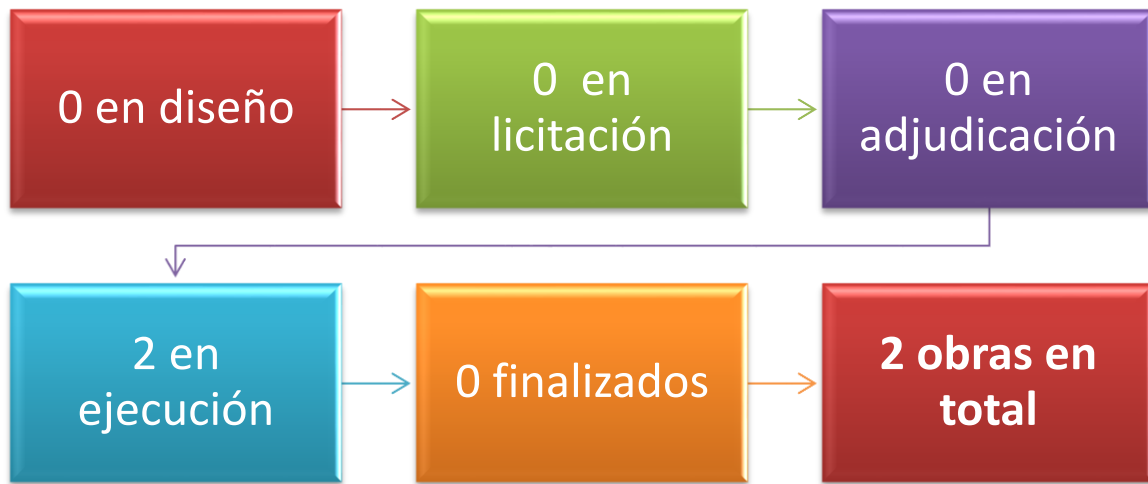 0 en diseño
0  en
licitación
0 en
adjudicación
2 en
ejecución
0 finalizados
2 obras en
total